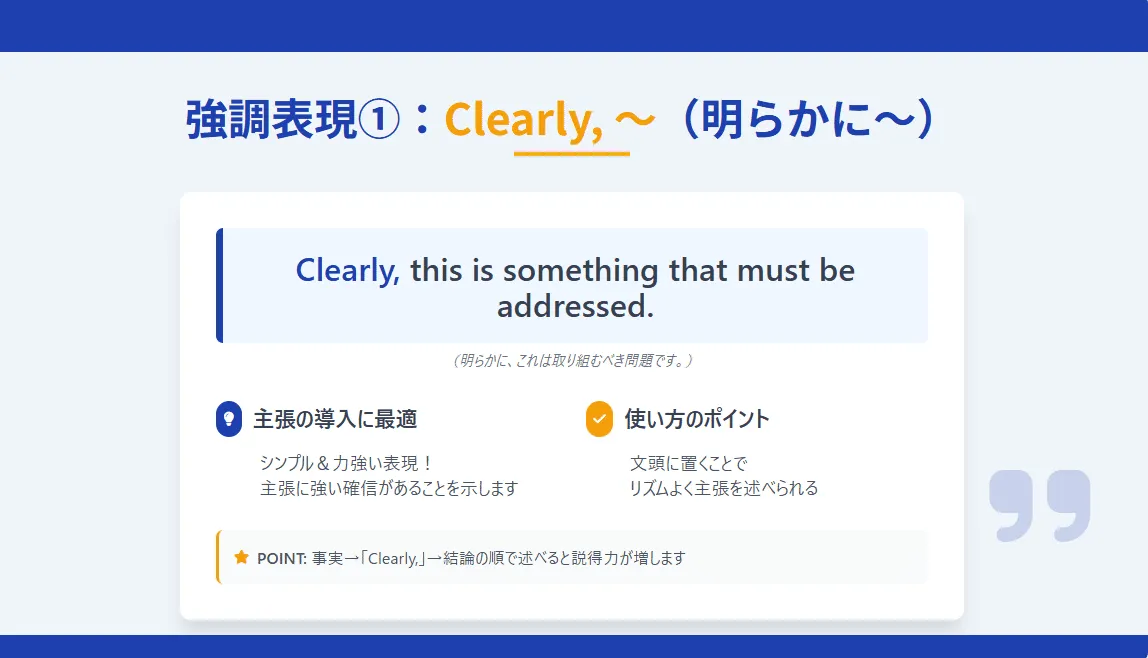 強調表現①：Clearly, ～（明らかに～）
Clearly, this is something that must be
addressed.
（明らかに、これは取り組むべき問題です。）
主張の導入に最適
シンプル＆力強い表現！
主張に強い確信があることを示します
使い方のポイント
文頭に置くことで
リズムよく主張を述べられる
POINT: 事実→「Clearly,」→結論の順で述べると説得力が増します